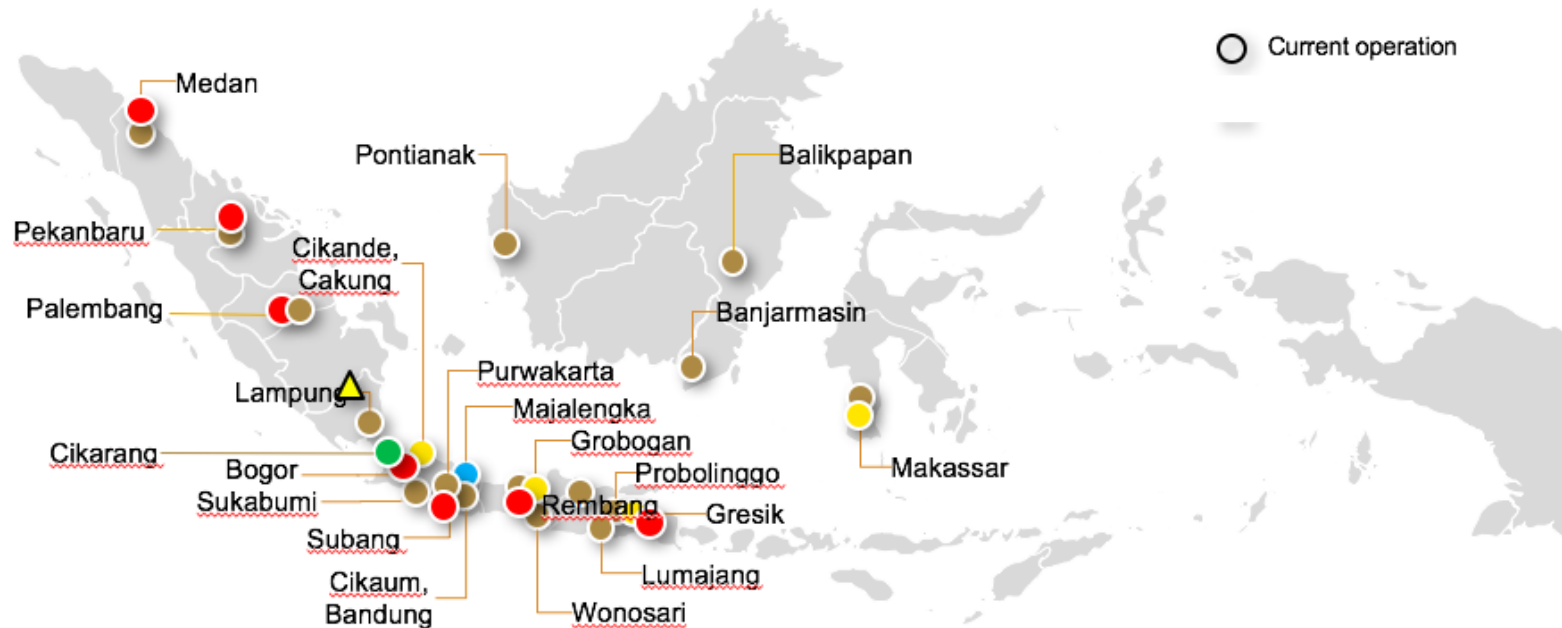 Current operation
Medan
Pontianak
Balikpapan
Pekanbaru
Cikande,
Cakung
Palembang
Banjarmasin
Purwakarta
Lampung
Majalengka
Grobogan
Cikarang
Bogor
Probolinggo
Makassar
Sukabumi
Rembang
Gresik
Subang
Lumajang
Cikaum,
Bandung
Wonosari